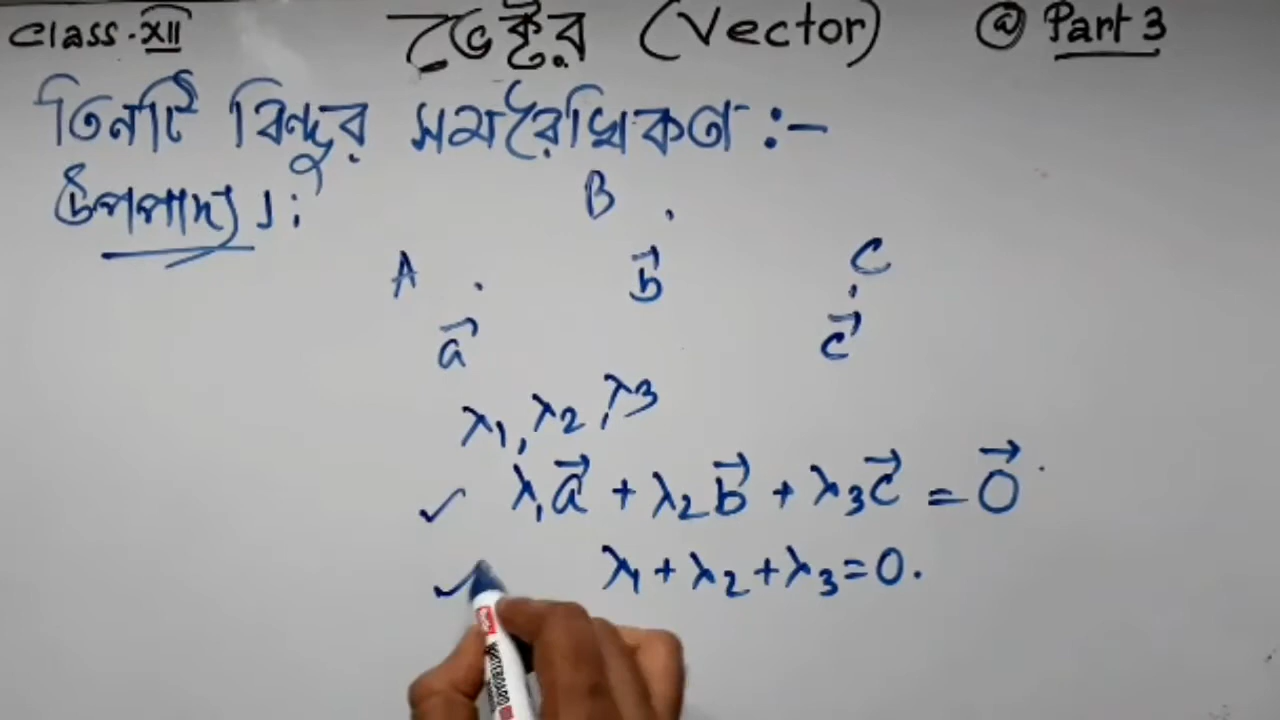 Class-XII ভেক্টর (Vector) @ Part 3
তিনটি বিন্দুর সমরৈখিকতা :-
উপপাদ্য ১:
B
A C
b⃗
a⃗ c⃗
λ₁, λ₂, λ₃
✓ λ₁a⃗ + λ₂b⃗ + λ₃c⃗ = 0⃗
✓ λ₁+λ₂+λ₃=0.
WHITEBOARD